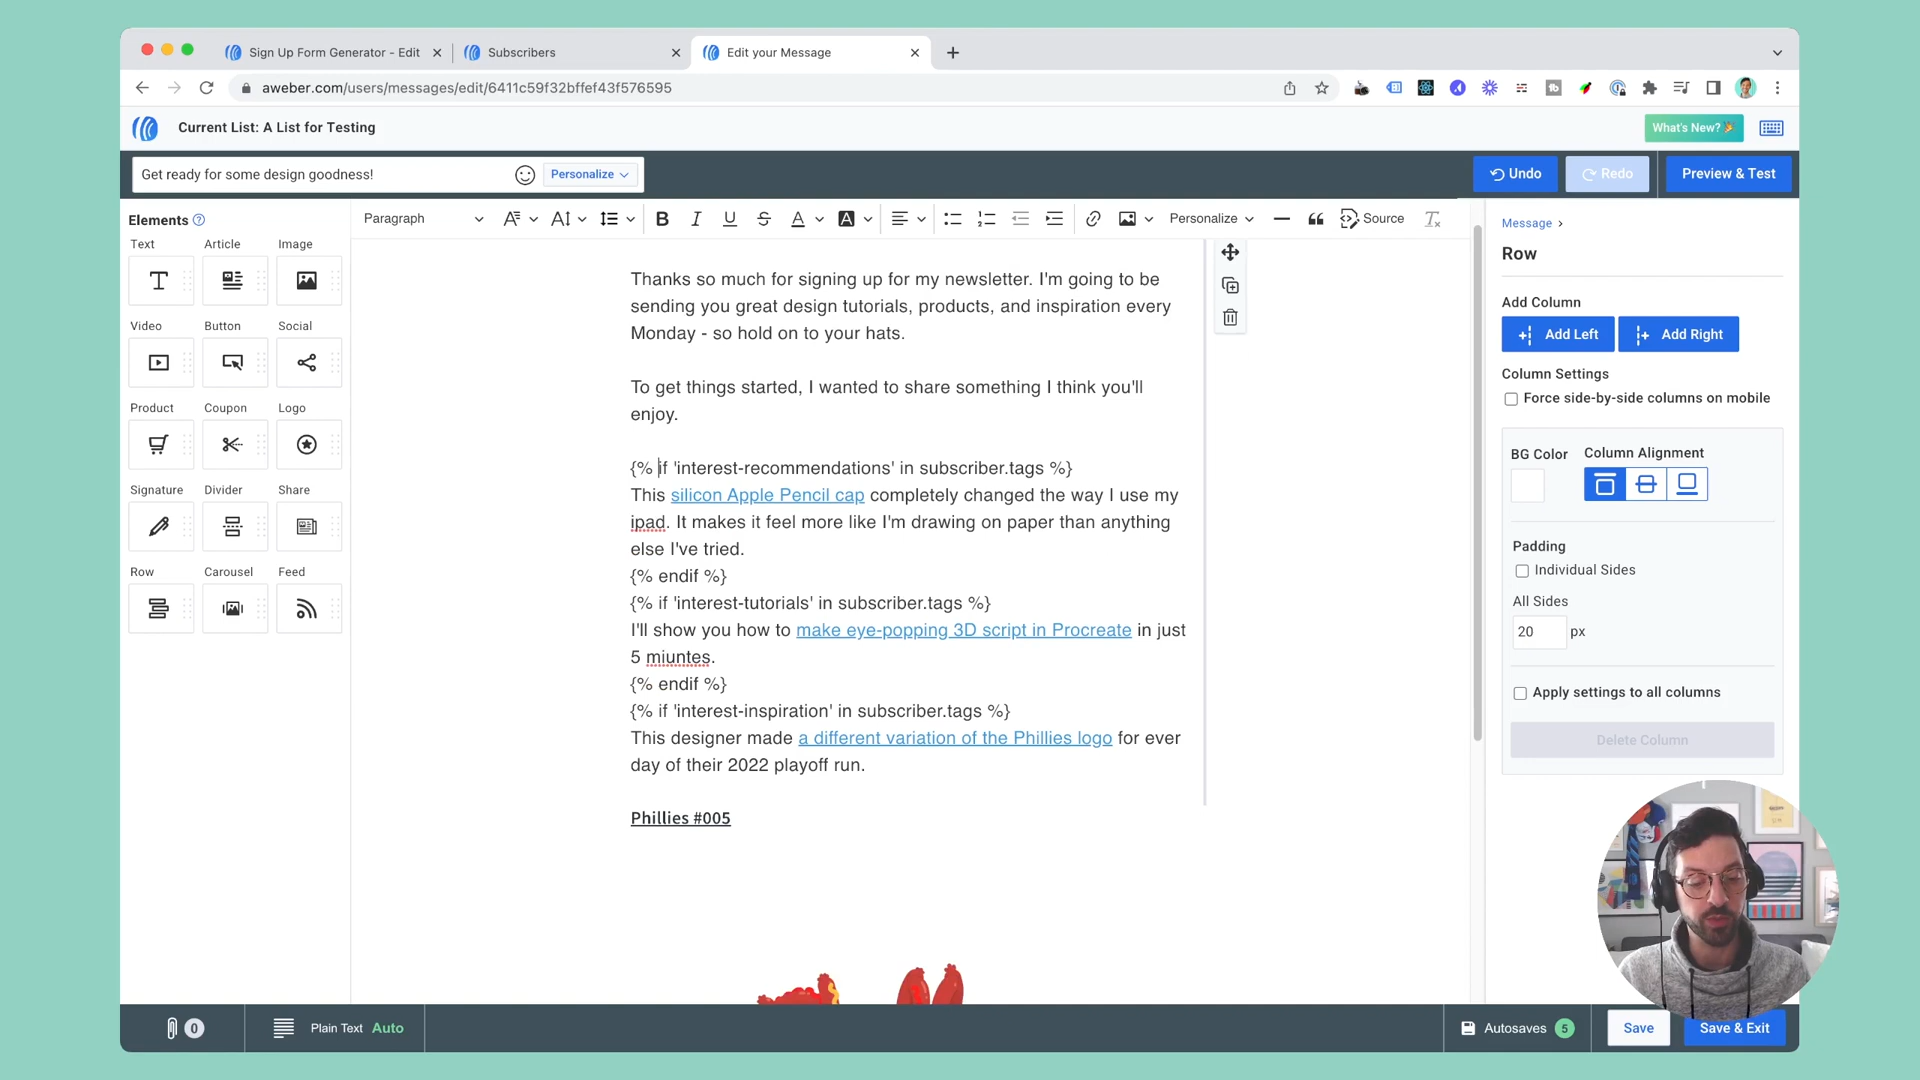 Sign Up Form Generator - Edit
Subscribers
Edit your Message
aweber.com/users/messages/edit/6411c59f32bffef43f576595
Current List: A List for Testing
What's New?
Get ready for some design goodness!
Personalize
Undo
Redo
Preview & Test
Elements
Paragraph
Personalize
Source
Text
Article
Image
Video
Button
Social
Product
Coupon
Logo
Signature
Divider
Share
Row
Carousel
Feed
Thanks so much for signing up for my newsletter. I'm going to be
sending you great design tutorials, products, and inspiration every
Monday - so hold on to your hats.
To get things started, I wanted to share something I think you'll
enjoy.
{% if 'interest-recommendations' in subscriber.tags %}
This silicon Apple Pencil cap completely changed the way I use my
ipad. It makes it feel more like I'm drawing on paper than anything
else I've tried.
{% endif %}
{% if 'interest-tutorials' in subscriber.tags %}
I'll show you how to make eye-popping 3D script in Procreate in just
5 miuntes.
{% endif %}
{% if 'interest-inspiration' in subscriber.tags %}
This designer made a different variation of the Phillies logo for ever
day of their 2022 playoff run.
Phillies #005
Message ›
Row
Add Column
Add Left
Add Right
Column Settings
Force side-by-side columns on mobile
BG Color
Column Alignment
Padding
Individual Sides
All Sides
20 px
Apply settings to all columns
Delete Column
0
Plain Text Auto
Autosaves 5
Save
Save & Exit